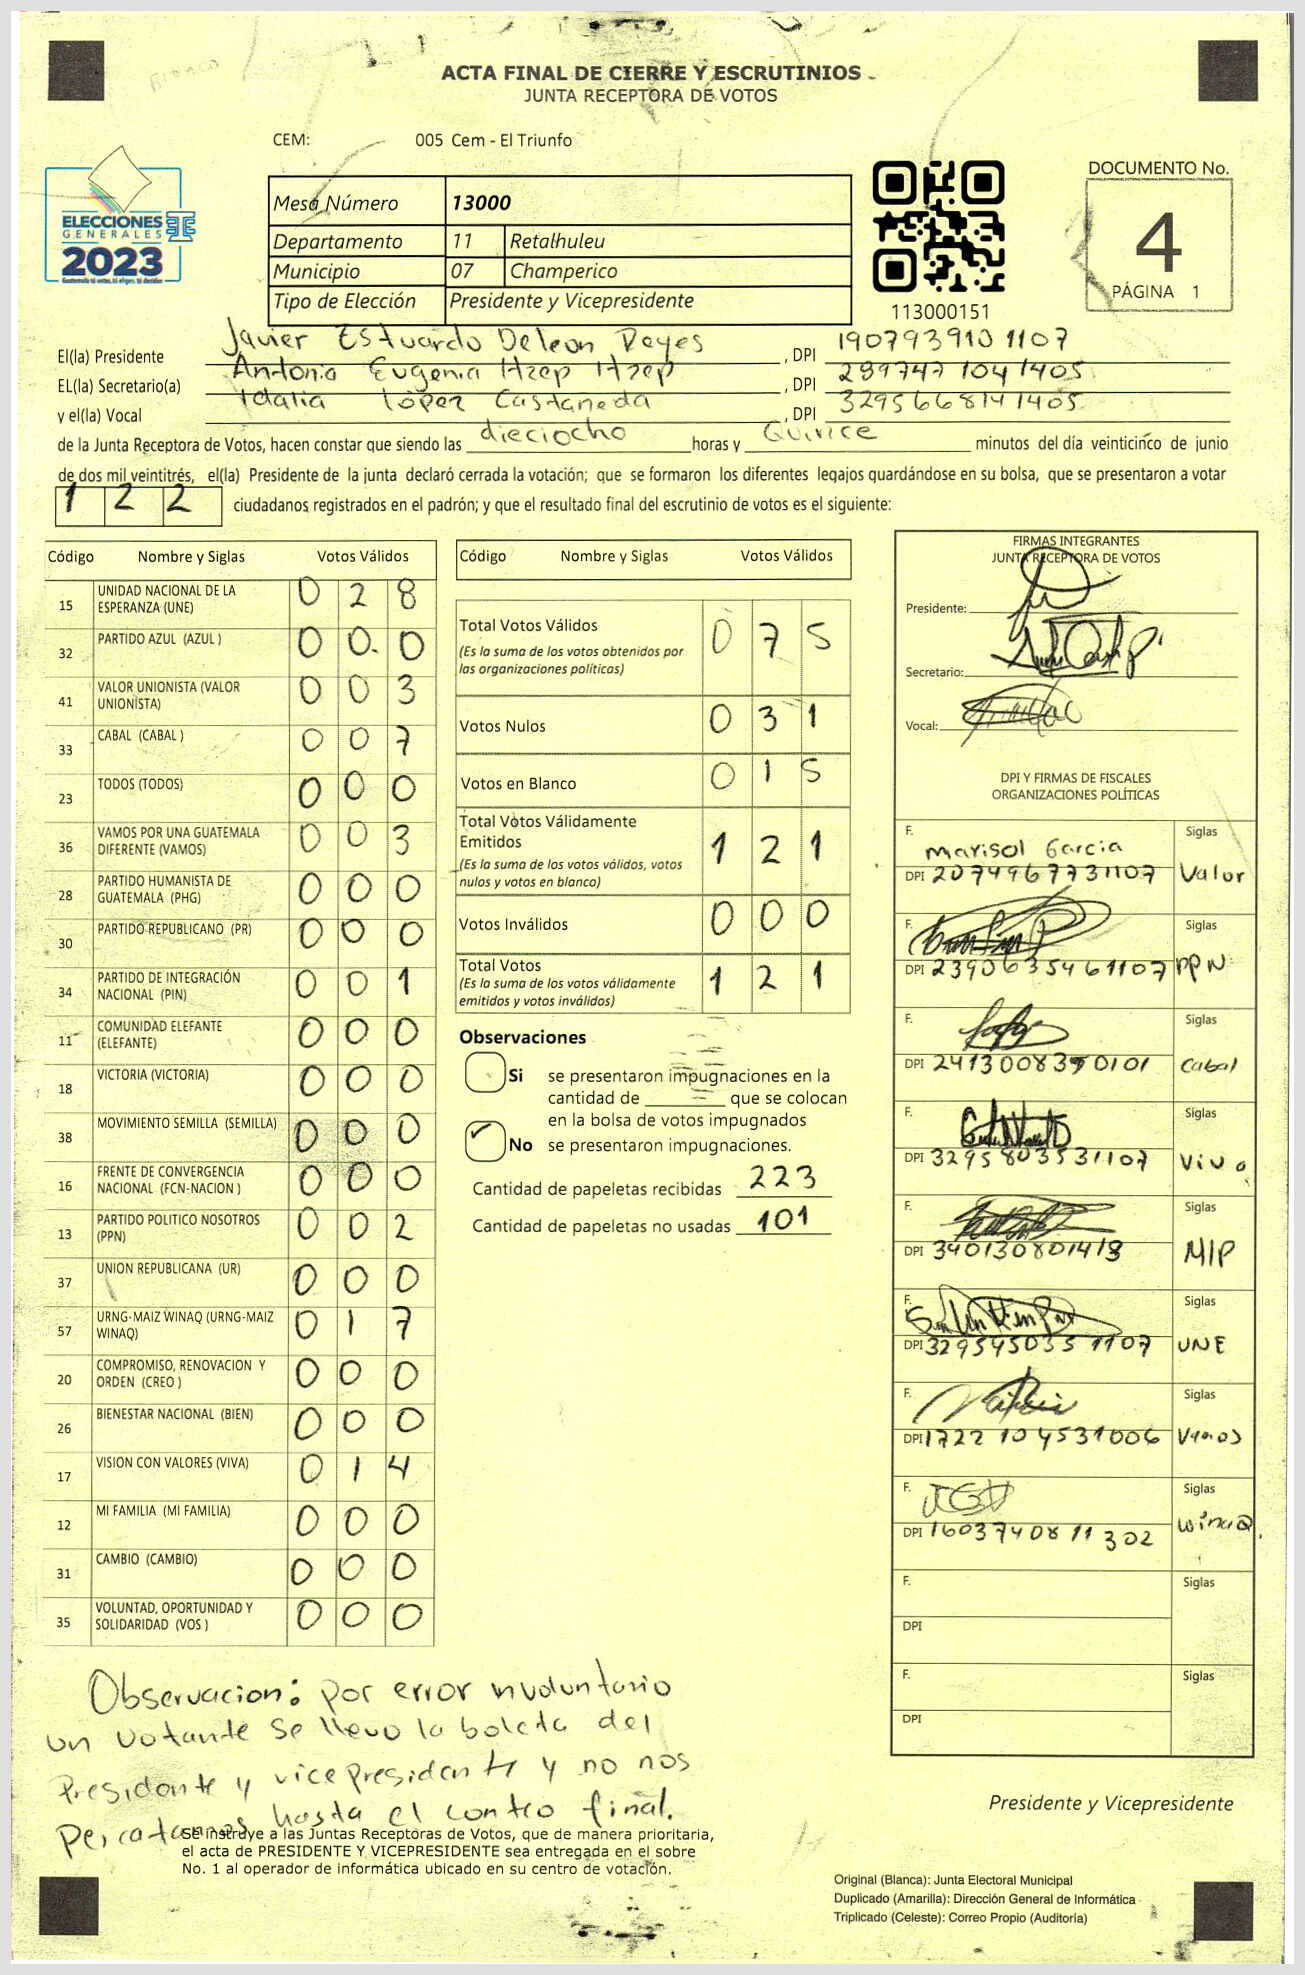 ACTA FINAL DE CIERRE Y ESCRUTINIOS
JUNTA RECEPTORA DE VOTOS
CEM: 005 Cem - El Triunfo
ELECCIONES
GENERALES
2023
Mesa Número 13000
Departamento 11 Retalhuleu
Municipio 07 Champerico
Tipo de Elección Presidente y Vicepresidente
113000151
DOCUMENTO No.
4
PÁGINA 1
El(la) Presidente Javier Estuardo Deleon Reyes, DPI 1907939101107
EL(la) Secretario(a) Antonia Eugenia Itzep Itzep, DPI 2897471041405
y el(la) Vocal Idalia López Castañeda, DPI 3295668141405
de la Junta Receptora de Votos, hacen constar que siendo las dieciocho horas y Quince minutos del día veinticinco de junio
de dos mil veintitrés, el(la) Presidente de la junta declaró cerrada la votación; que se formaron los diferentes legajos guardándose en su bolsa, que se presentaron a votar
122 ciudadanos registrados en el padrón; y que el resultado final del escrutinio de votos es el siguiente:
Código Nombre y Siglas Votos Válidos
15 UNIDAD NACIONAL DE LA ESPERANZA (UNE) 0 2 8
32 PARTIDO AZUL (AZUL ) 0 0. 0
41 VALOR UNIONISTA (VALOR UNIONISTA) 0 0 3
33 CABAL (CABAL ) 0 0 7
23 TODOS (TODOS) 0 0 0
36 VAMOS POR UNA GUATEMALA DIFERENTE (VAMOS) 0 0 3
28 PARTIDO HUMANISTA DE GUATEMALA (PHG) 0 0 0
30 PARTIDO REPUBLICANO (PR) 0 0 0
34 PARTIDO DE INTEGRACIÓN NACIONAL (PIN) 0 0 1
11 COMUNIDAD ELEFANTE (ELEFANTE) 0 0 0
18 VICTORIA (VICTORIA) 0 0 0
38 MOVIMIENTO SEMILLA (SEMILLA) 0 0 0
16 FRENTE DE CONVERGENCIA NACIONAL (FCN-NACION ) 0 0 0
13 PARTIDO POLITICO NOSOTROS (PPN) 0 0 2
37 UNION REPUBLICANA (UR) 0 0 0
57 URNG-MAIZ WINAQ (URNG-MAIZ WINAQ) 0 1 7
20 COMPROMISO, RENOVACION Y ORDEN (CREO ) 0 0 0
26 BIENESTAR NACIONAL (BIEN) 0 0 0
17 VISION CON VALORES (VIVA) 0 1 4
12 MI FAMILIA (MI FAMILIA) 0 0 0
31 CAMBIO (CAMBIO) 0 0 0
35 VOLUNTAD, OPORTUNIDAD Y SOLIDARIDAD (VOS ) 0 0 0
Código Nombre y Siglas Votos Válidos
Total Votos Válidos 0 7 5
(Es la suma de los votos obtenidos por
las organizaciones políticas)
Votos Nulos 0 3 1
Votos en Blanco 0 1 5
Total Votos Válidamente
Emitidos 1 2 1
(Es la suma de los votos válidos, votos
nulos y votos en blanco)
Votos Inválidos 0 0 0
Total Votos 1 2 1
(Es la suma de los votos válidamente
emitidos y votos inválidos)
Observaciones
Si se presentaron impugnaciones en la
cantidad de ________ que se colocan
en la bolsa de votos impugnados
No se presentaron impugnaciones.
Cantidad de papeletas recibidas 223
Cantidad de papeletas no usadas 101
FIRMAS INTEGRANTES
JUNTA RECEPTORA DE VOTOS
Presidente:
Secretario:
Vocal:
DPI Y FIRMAS DE FISCALES
ORGANIZACIONES POLÍTICAS
F. Marisol Garcia Siglas
DPI 2074967731107 Valor
F. Siglas
DPI 2390635461107 PPN
F. Siglas
DPI Cabal
F. Siglas
DPI 3295803531107 Viva
F. Siglas
DPI MIP
F. Siglas
DPI 3295450351107 UNE
F. Siglas
DPI 1722104531006 Vamos
F. Siglas
DPI 1603740811302 WinaQ.
F. Siglas
DPI
F. Siglas
DPI
Observacion: por error involuntario
un votante se llevo la boleta del
Presidente y vicepresidente y no nos
percatamos hasta el conteo final.
Se instruye a las Juntas Receptoras de Votos, que de manera prioritaria,
el acta de PRESIDENTE Y VICEPRESIDENTE sea entregada en el sobre
No. 1 al operador de informática ubicado en su centro de votación.
Presidente y Vicepresidente
Original (Blanca): Junta Electoral Municipal
Duplicado (Amarilla): Dirección General de Informática
Triplicado (Celeste): Correo Propio (Auditoría)